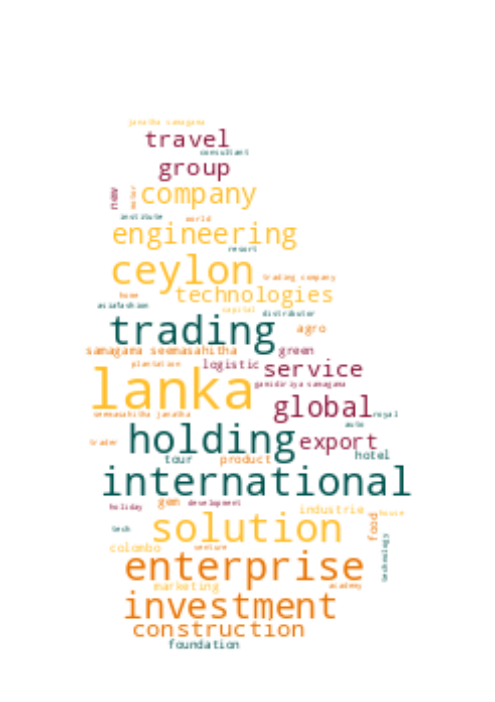 janatha samagama
travel
consultant
group
new
motor
company
institute
world
engineering
resort
ceylon
trading company
home
technologies
asiafashion
capital
distributor
trading
agro
samagama seemasahitha
green
plantation
logistic
service
gamidiriya samagama
lanka
global
seemasahitha janatha
royal
auto
holding
export
trader
tour
product
hotel
international
holiday
gem
development
industrie
house
solution
food
tech
technology
colombo
venture
enterprise
marketing
academy
investment
construction
foundation